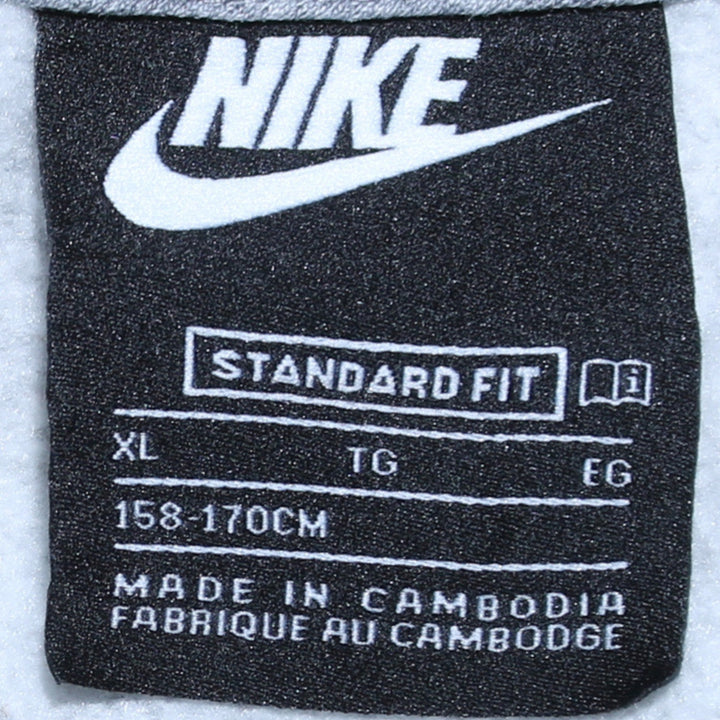 NIKE
STANDARD FIT i
XL TG EG
158-170CM
MADE IN CAMBODIA
FABRIQUE AU CAMBODGE